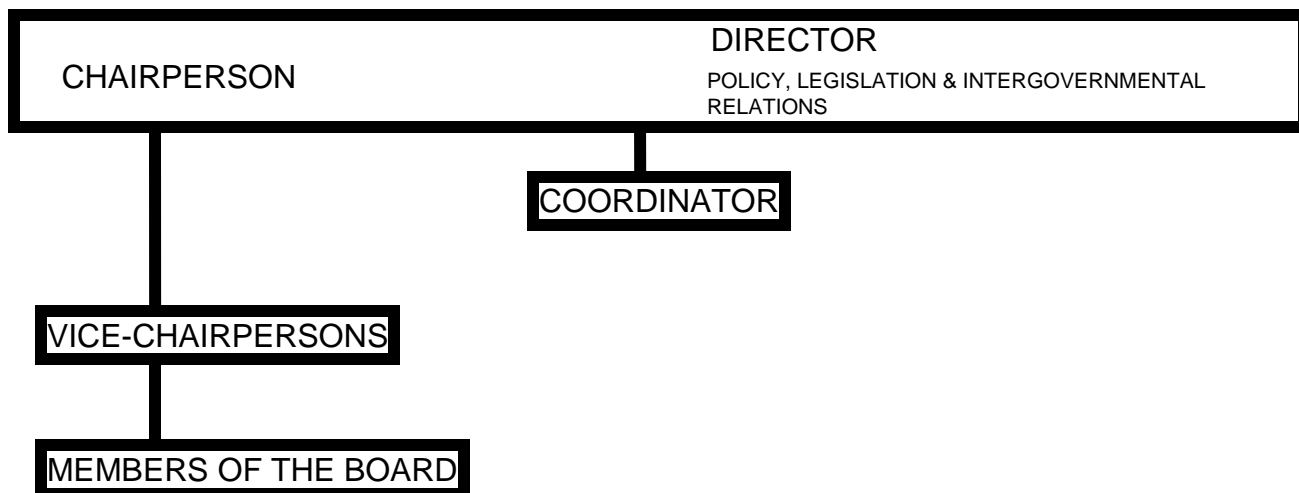 CHAIRPERSON
DIRECTOR
POLICY, LEGISLATION & INTERGOVERNMENTAL
RELATIONS
COORDINATOR
VICE-CHAIRPERSONS
MEMBERS OF THE BOARD